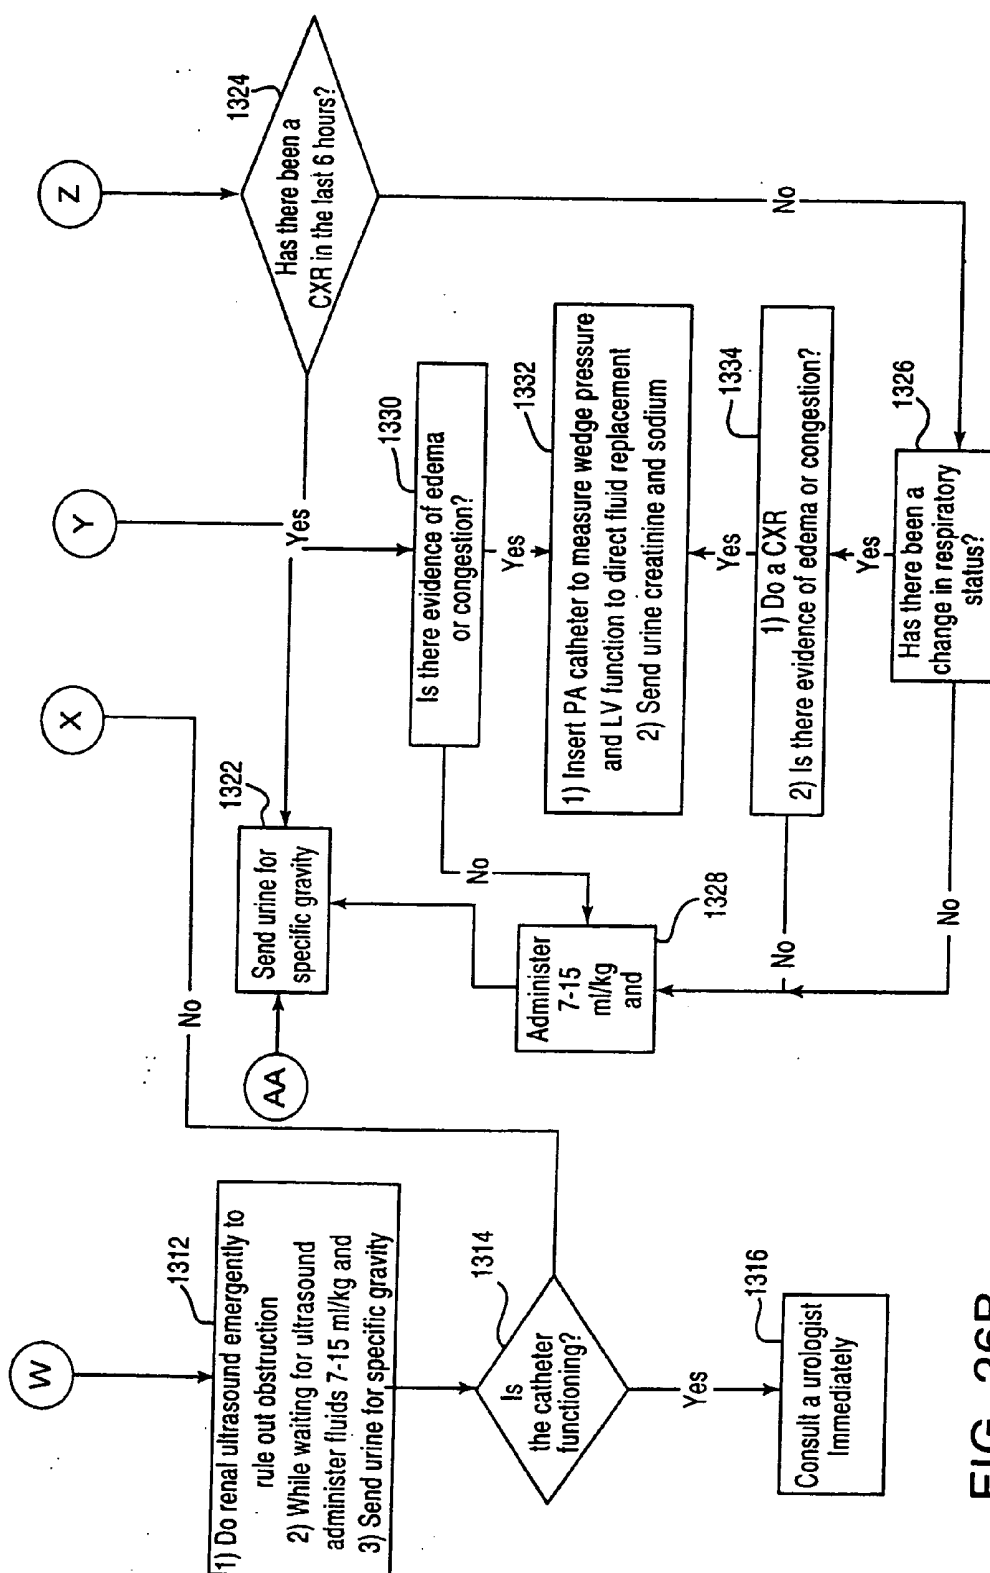 W
1312
1) Do renal ultrasound emergently to
rule out obstruction
2) While waiting for ultrasound
administer fluids 7-15 ml/kg and
3) Send urine for specific gravity
1314
Is
the catheter
functioning?
Yes
1316
Consult a urologist
Immediately
No
X
AA
1322
Send urine for
specific gravity
Y
Z
1324
Has there been a
CXR in the last 6 hours?
Yes
1330
Is there evidence of edema
or congestion?
No
Yes
1332
1) Insert PA catheter to measure wedge pressure
and LV function to direct fluid replacement
2) Send urine creatinine and sodium
Administer
7-15
ml/kg
and
1328
Yes
1334
1) Do a CXR
2) Is there evidence of edema or congestion?
No
Yes
No
1326
Has there been a
change in respiratory
status?
No
FIG. 26B